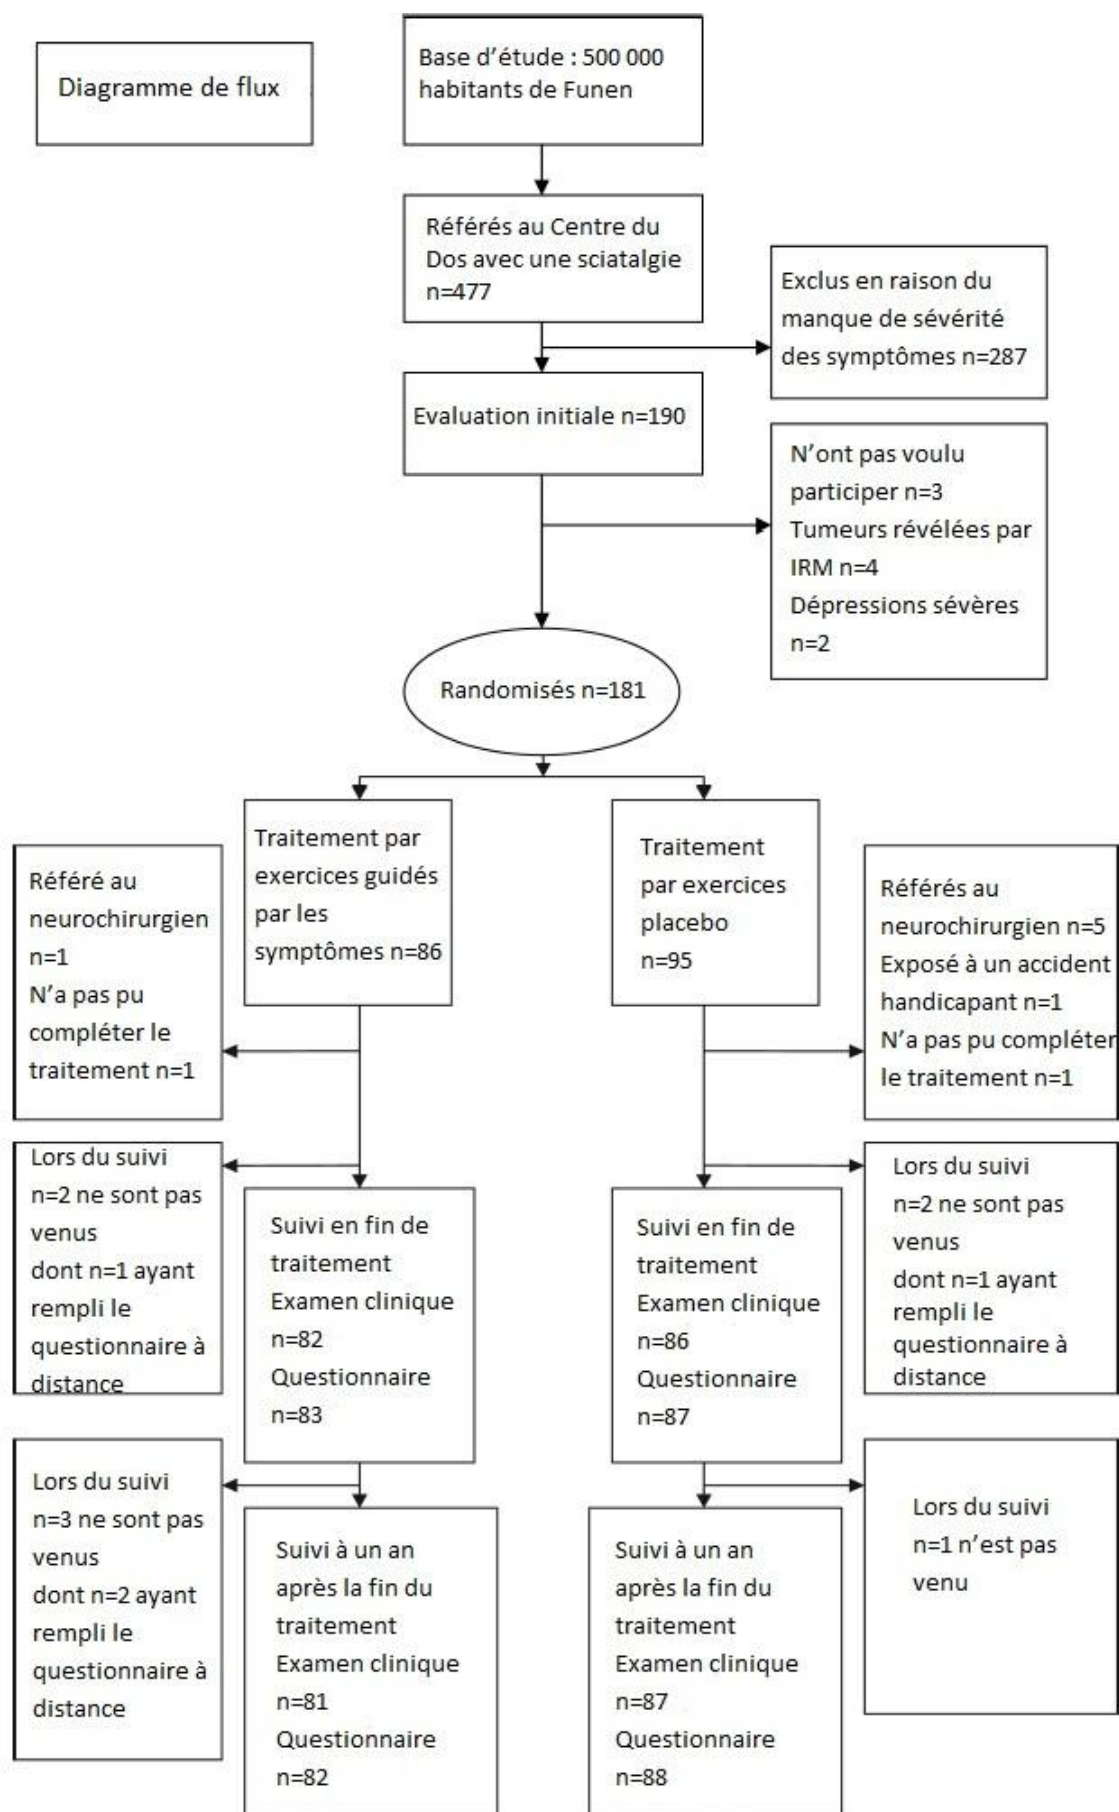 Diagramme de flux
Base d’étude : 500 000
habitants de Funen
Référés au Centre du
Dos avec une sciatalgie
n=477
Exclus en raison du
manque de sévérité
des symptômes n=287
Evaluation initiale n=190
N’ont pas voulu
participer n=3
Tumeurs révélées par
IRM n=4
Dépressions sévères
n=2
Randomisés n=181
Traitement par
exercices guidés
par les
symptômes n=86
Traitement
par exercices
placebo
n=95
Référé au
neurochirurgien
n=1
N’a pas pu
compléter le
traitement n=1
Référés au
neurochirurgien n=5
Exposé à un accident
handicapant n=1
N’a pas pu compléter
le traitement n=1
Lors du suivi
n=2 ne sont pas
venus
dont n=1 ayant
rempli le
questionnaire à
distance
Suivi en fin de
traitement
Examen clinique
n=82
Questionnaire
n=83
Suivi en fin de
traitement
Examen clinique
n=86
Questionnaire
n=87
Lors du suivi
n=2 ne sont pas
venus
dont n=1 ayant
rempli le
questionnaire à
distance
Lors du suivi
n=3 ne sont pas
venus
dont n=2 ayant
rempli le
questionnaire à
distance
Suivi à un an
après la fin du
traitement
Examen clinique
n=81
Questionnaire
n=82
Suivi à un an
après la fin du
traitement
Examen clinique
n=87
Questionnaire
n=88
Lors du suivi
n=1 n’est pas
venu